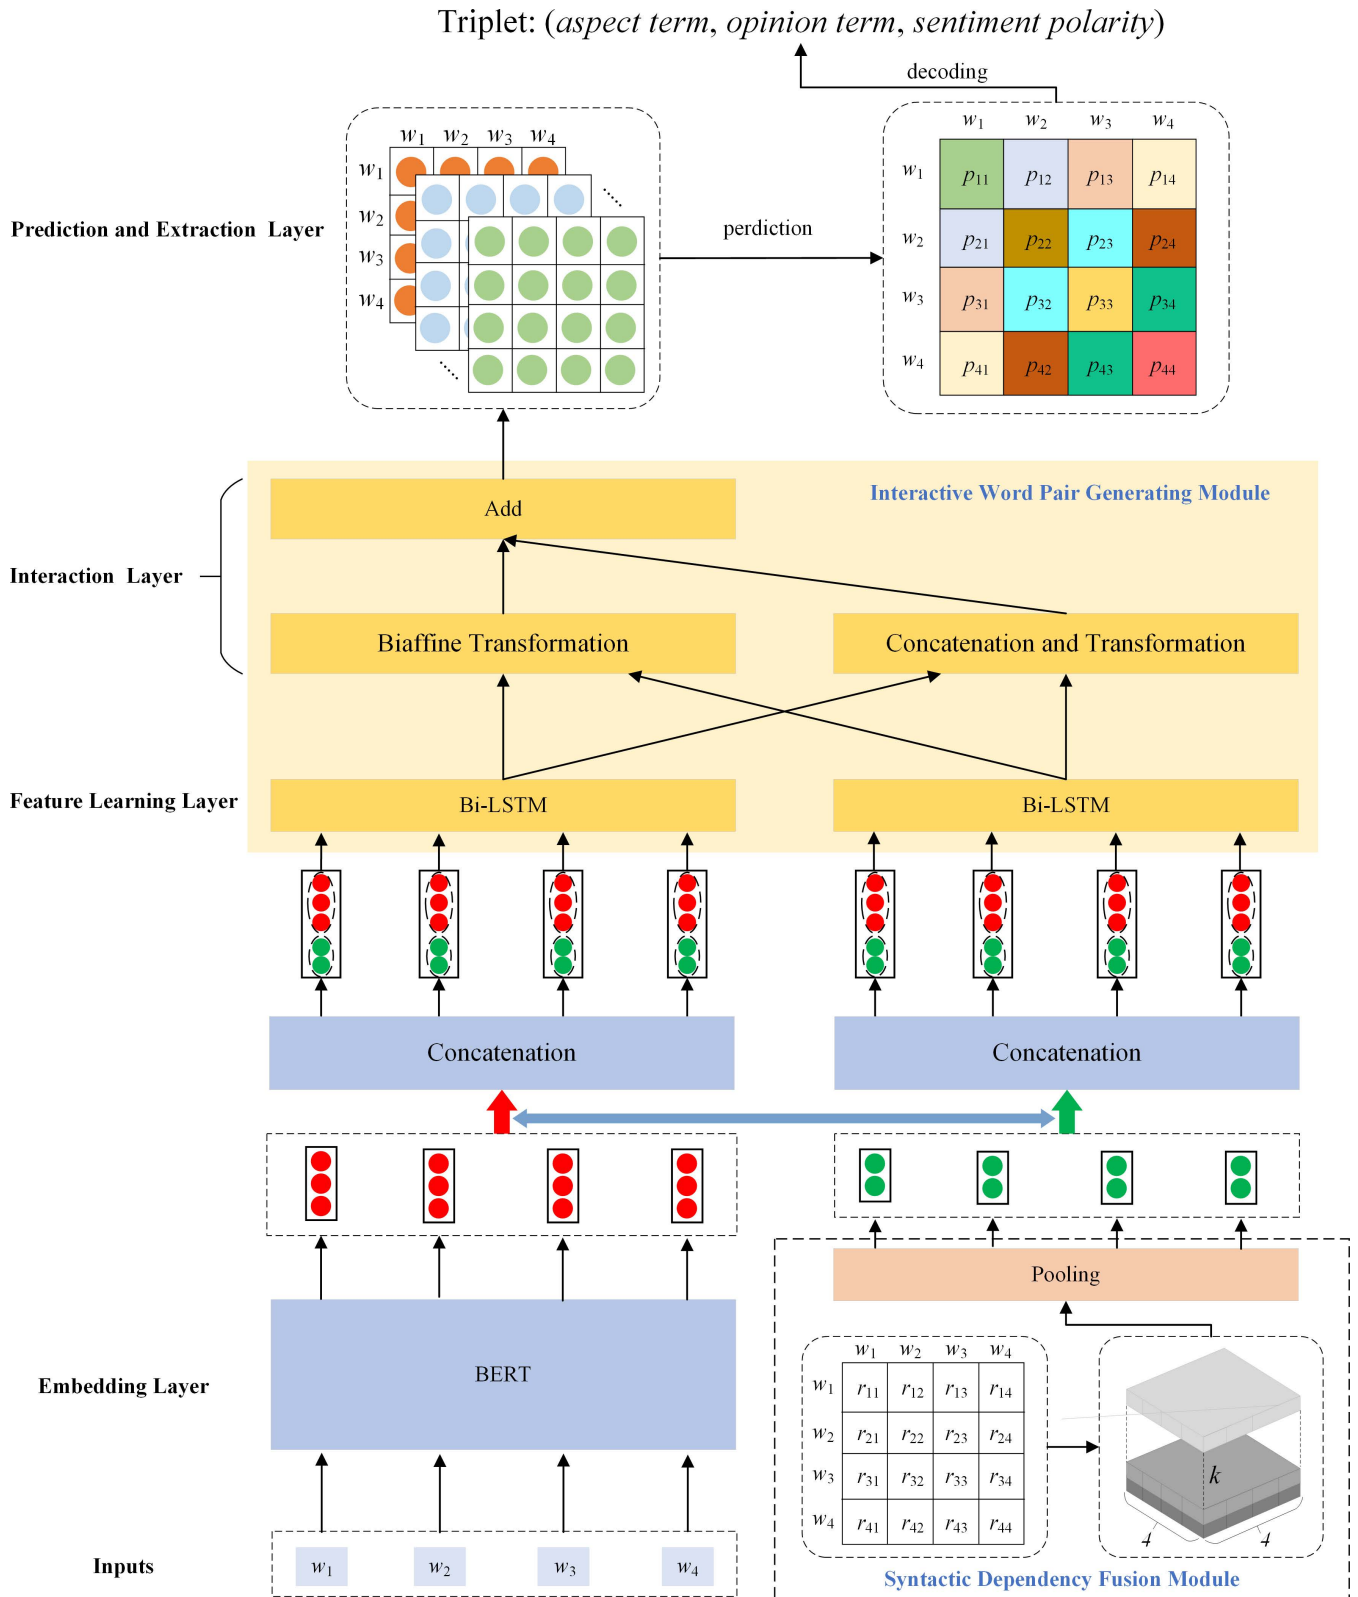 Triplet: (aspect term, opinion term, sentiment polarity)
decoding
w1 w2 w3 w4
w1
w2
w3
w4
Prediction and Extraction Layer
perdiction
w1 w2 w3 w4
w1 p11 p12 p13 p14
w2 p21 p22 p23 p24
w3 p31 p32 p33 p34
w4 p41 p42 p43 p44
Interactive Word Pair Generating Module
Add
Interaction Layer
Biaffine Transformation
Concatenation and Transformation
Feature Learning Layer
Bi-LSTM
Bi-LSTM
Concatenation
Concatenation
Pooling
Embedding Layer
BERT
w1 w2 w3 w4
w1 r11 r12 r13 r14
w2 r21 r22 r23 r24
w3 r31 r32 r33 r34
w4 r41 r42 r43 r44
k
4
4
Inputs
w1 w2 w3 w4
Syntactic Dependency Fusion Module